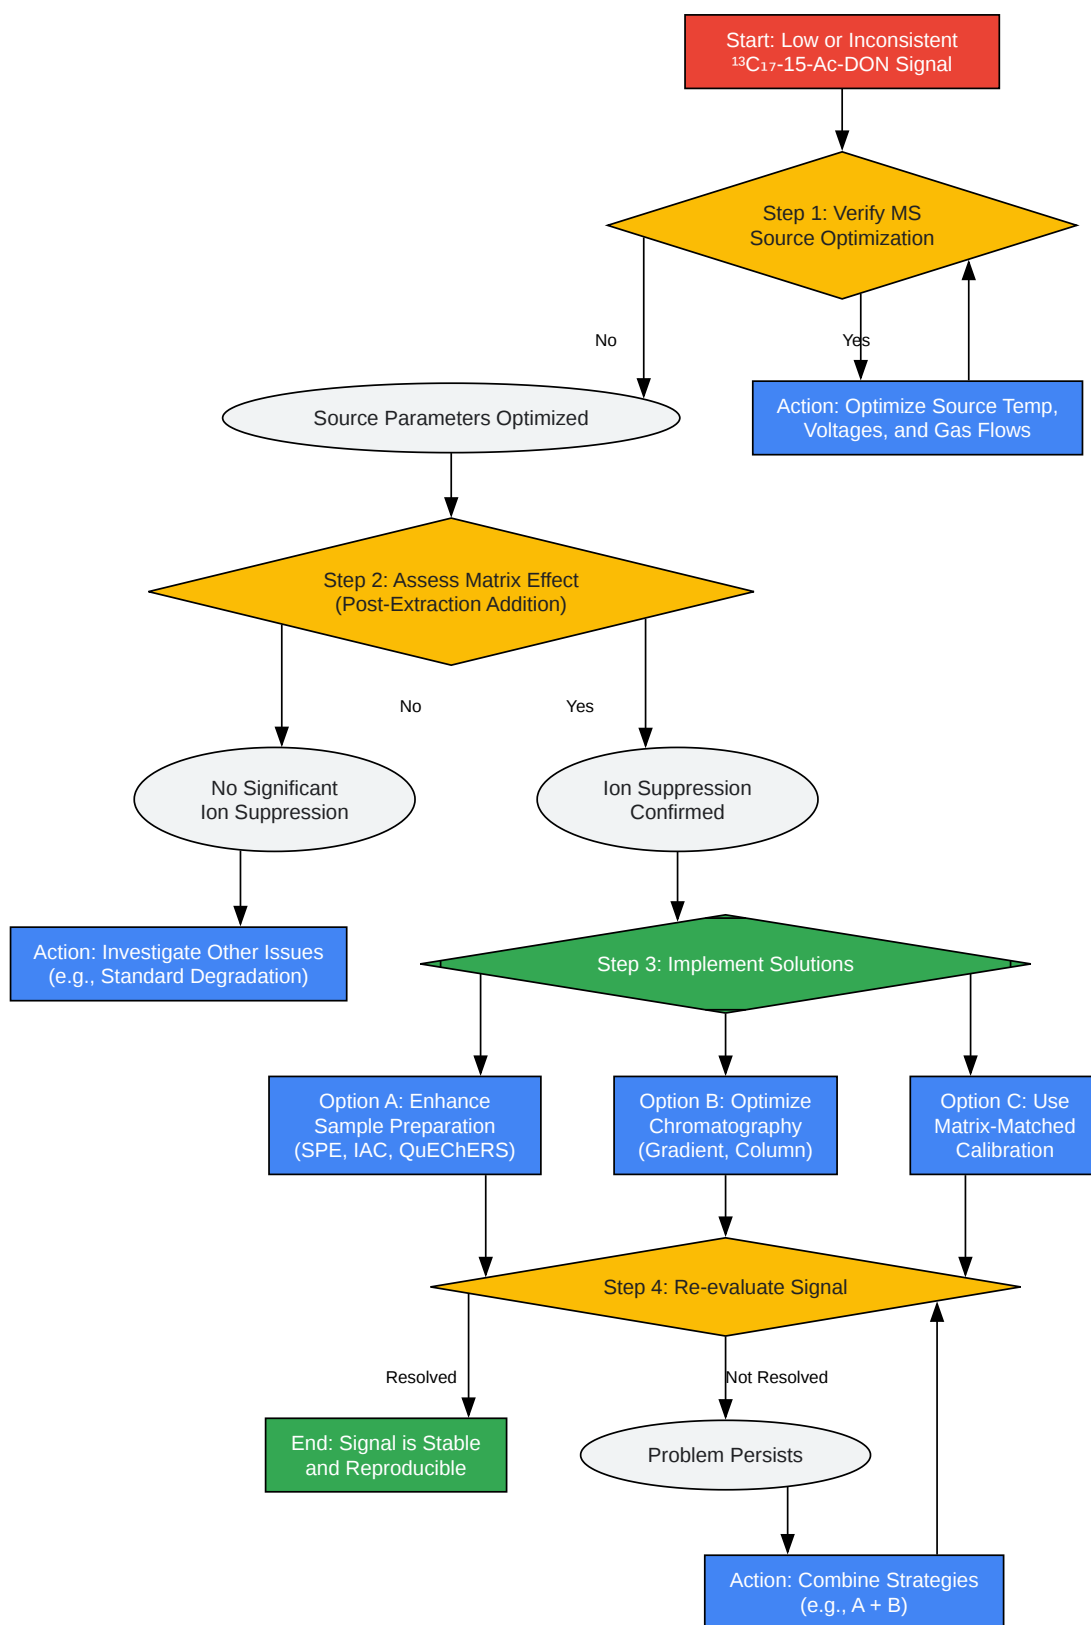 Start: Low or Inconsistent
¹³C₁₇-15-Ac-DON Signal
Step 1: Verify MS
Source Optimization
No
Yes
Action: Optimize Source Temp,
Voltages, and Gas Flows
Source Parameters Optimized
Step 2: Assess Matrix Effect
(Post-Extraction Addition)
No
Yes
No Significant
Ion Suppression
Ion Suppression
Confirmed
Action: Investigate Other Issues
(e.g., Standard Degradation)
Step 3: Implement Solutions
Option A: Enhance
Sample Preparation
(SPE, IAC, QuEChERS)
Option B: Optimize
Chromatography
(Gradient, Column)
Option C: Use
Matrix-Matched
Calibration
Step 4: Re-evaluate Signal
Resolved
Not Resolved
End: Signal is Stable
and Reproducible
Problem Persists
Action: Combine Strategies
(e.g., A + B)